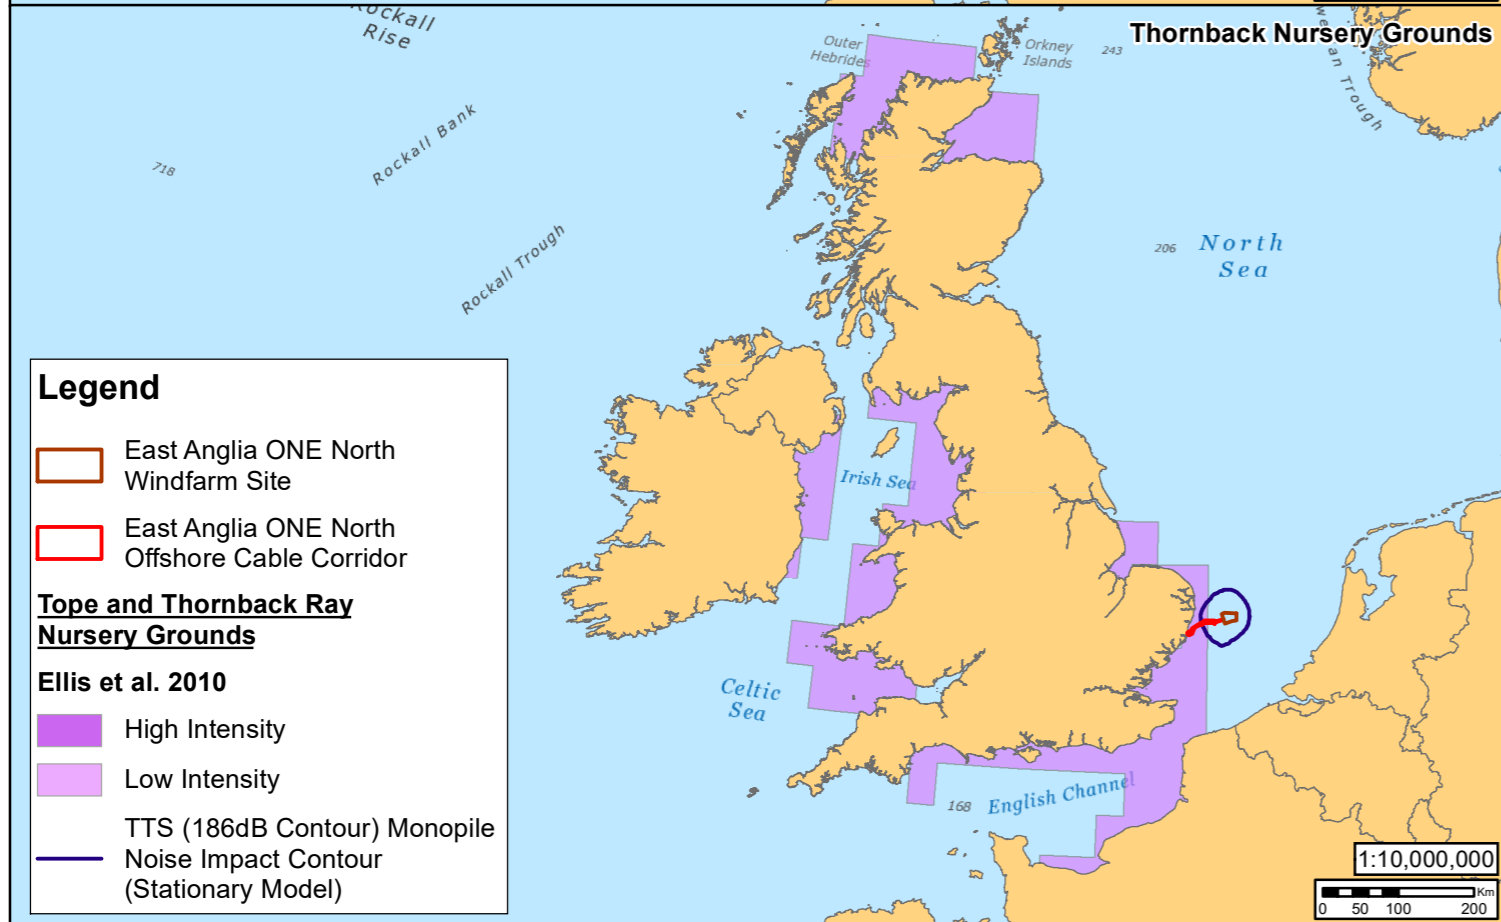 Rockall
Rise
Thornback Nursery Grounds
Outer
Hebrides
Orkney
Islands
243
Rockall Bank
718
Rockall Trough
206
North
Sea
Irish Sea
Celtic
Sea
168
English Channel
Legend
East Anglia ONE North
Windfarm Site
East Anglia ONE North
Offshore Cable Corridor
Tope and Thornback Ray
Nursery Grounds
Ellis et al. 2010
High Intensity
Low Intensity
TTS (186dB Contour) Monopile
Noise Impact Contour
(Stationary Model)
1:10,000,000
Km
0 50 100 200